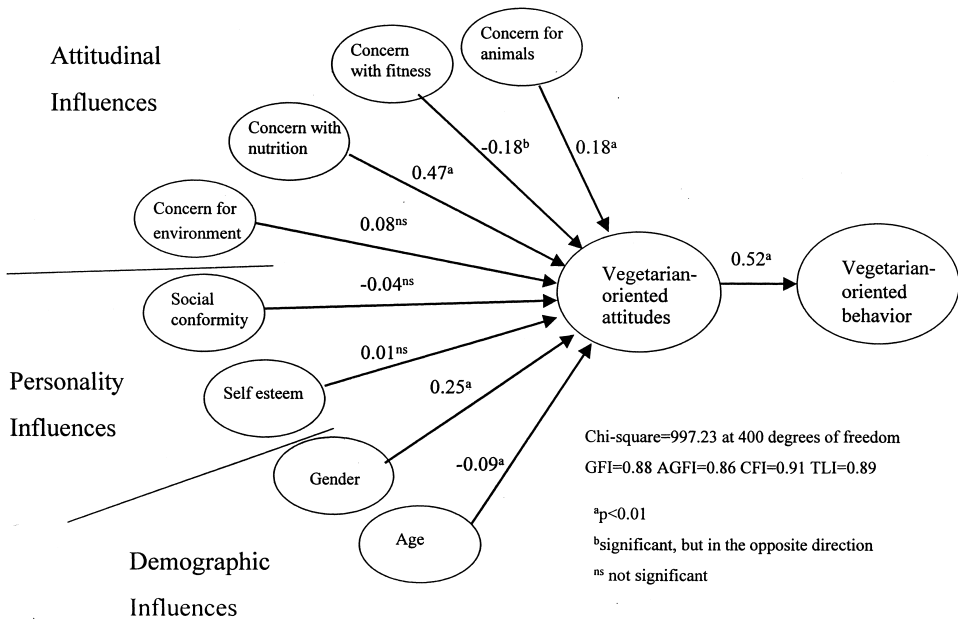 Attitudinal
Influences
Concern
with fitness
Concern for
animals
Concern with
nutrition
-0.18ᵇ
0.18ᵃ
0.47ᵃ
Concern for
environment
0.08ⁿˢ
Social
conformity
-0.04ⁿˢ
Vegetarian-
oriented
attitudes
0.52ᵃ
Vegetarian-
oriented
behavior
Personality
Influences
Self esteem
0.01ⁿˢ
Gender
0.25ᵃ
Age
-0.09ᵃ
Demographic
Influences
Chi-square=997.23 at 400 degrees of freedom
GFI=0.88 AGFI=0.86 CFI=0.91 TLI=0.89
ᵃp<0.01
ᵇsignificant, but in the opposite direction
ⁿˢ not significant